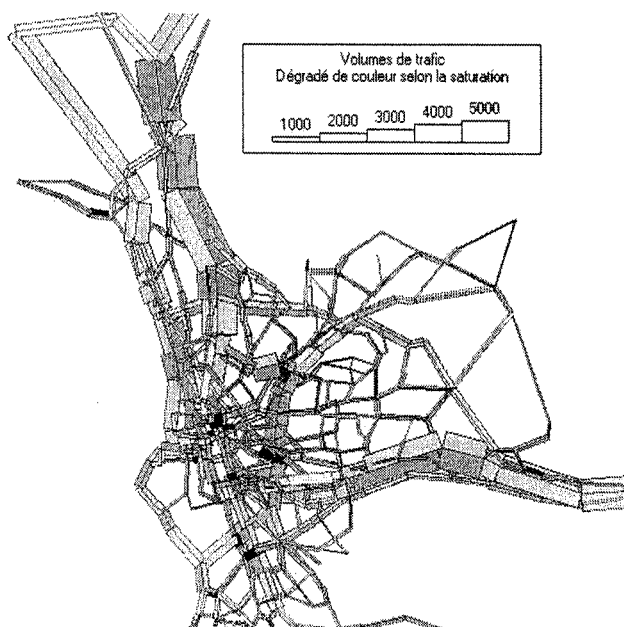 Volumes de trafic
Dégradé de couleur selon la saturation
1000 2000 3000 4000 5000